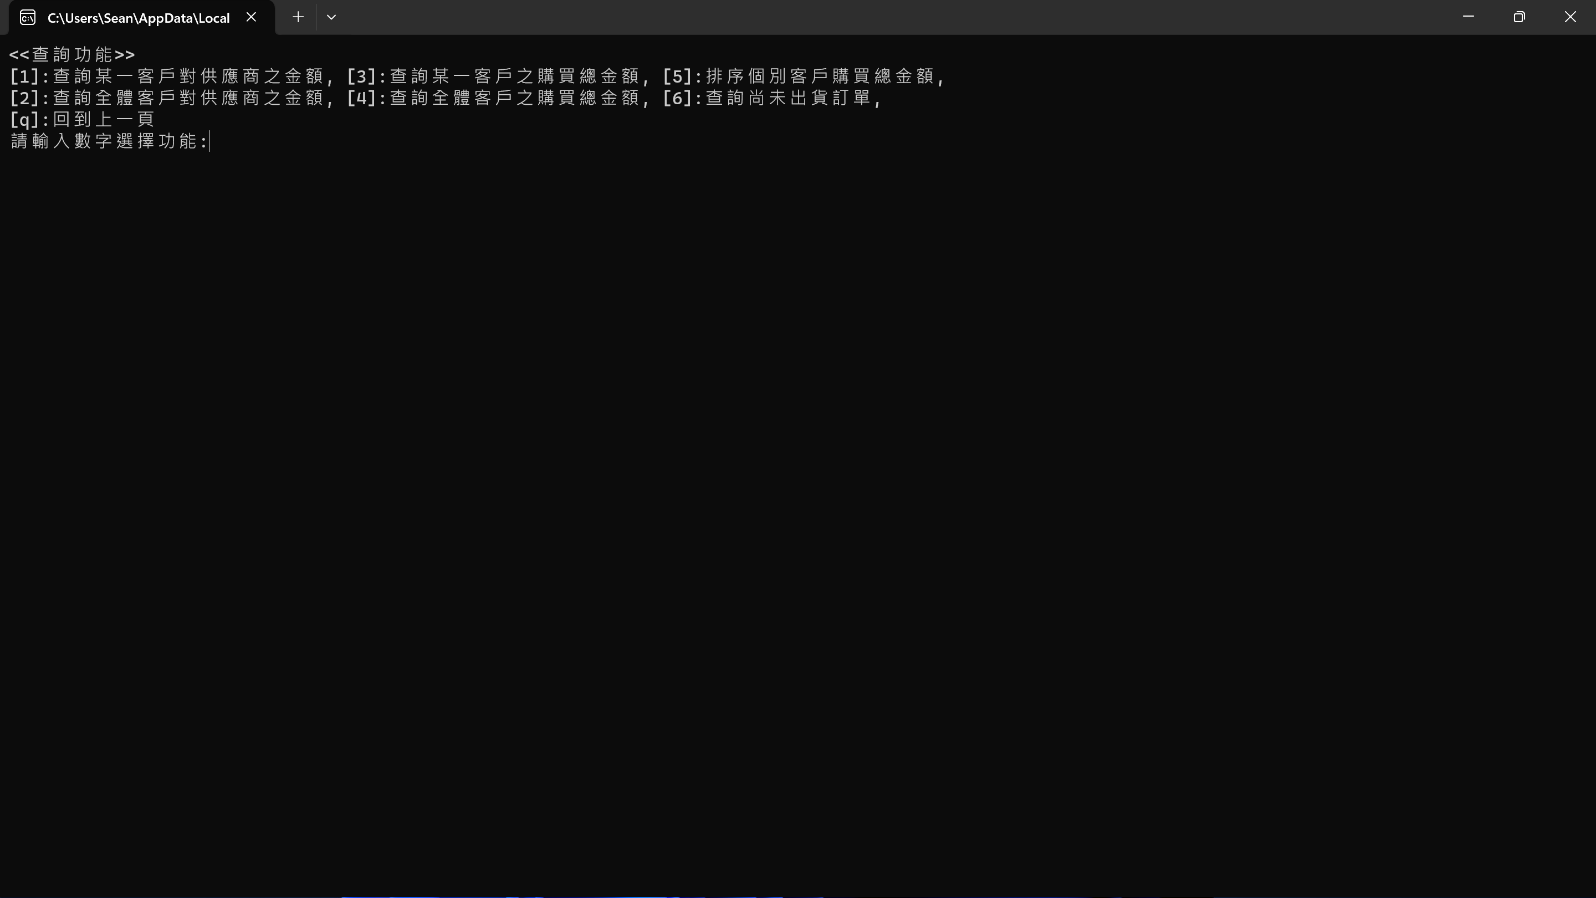 C:\Users\Sean\AppData\Local
<<查詢功能>>
[1]:查詢某一客戶對供應商之金額, [3]:查詢某一客戶之購買總金額, [5]:排序個別客戶購買總金額,
[2]:查詢全體客戶對供應商之金額, [4]:查詢全體客戶之購買總金額, [6]:查詢尚未出貨訂單,
[q]:回到上一頁
請輸入數字選擇功能: